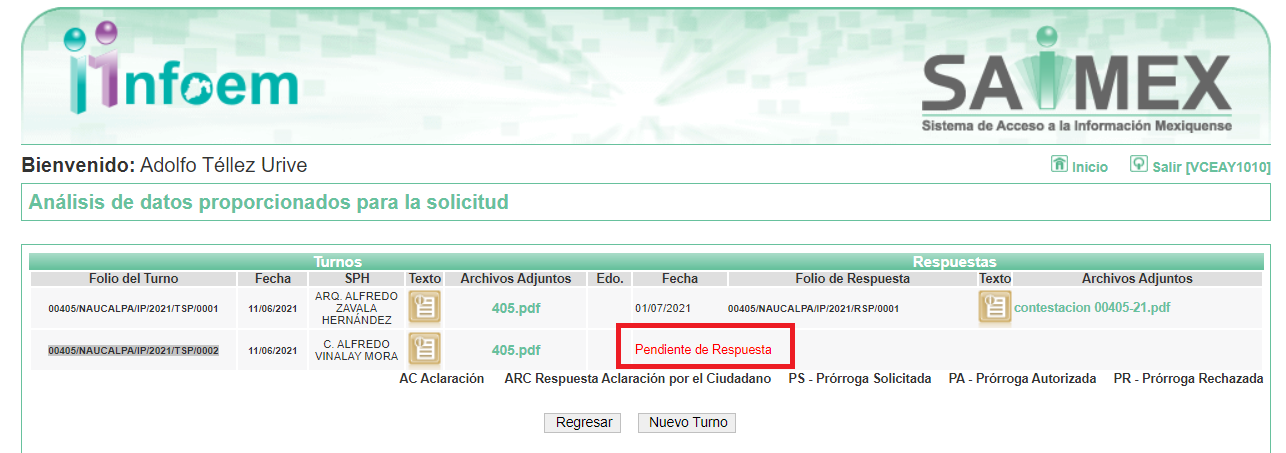 infoem
SAIMEX
Sistema de Acceso a la Información Mexiquense
Bienvenido: Adolfo Téllez Urive
Inicio Salir [VCEAY1010]
Análisis de datos proporcionados para la solicitud
Turnos Respuestas
Folio del Turno Fecha SPH Texto Archivos Adjuntos Edo. Fecha Folio de Respuesta Texto Archivos Adjuntos
00405/NAUCALPA/IP/2021/TSP/0001 11/06/2021 ARQ. ALFREDO
ZAVALA
HERNÁNDEZ
405.pdf 01/07/2021 00405/NAUCALPA/IP/2021/RSP/0001 contestacion 00405-21.pdf
00405/NAUCALPA/IP/2021/TSP/0002 11/06/2021 C. ALFREDO
VINALAY MORA
405.pdf Pendiente de Respuesta
AC Aclaración ARC Respuesta Aclaración por el Ciudadano PS - Prórroga Solicitada PA - Prórroga Autorizada PR - Prórroga Rechazada
Regresar Nuevo Turno